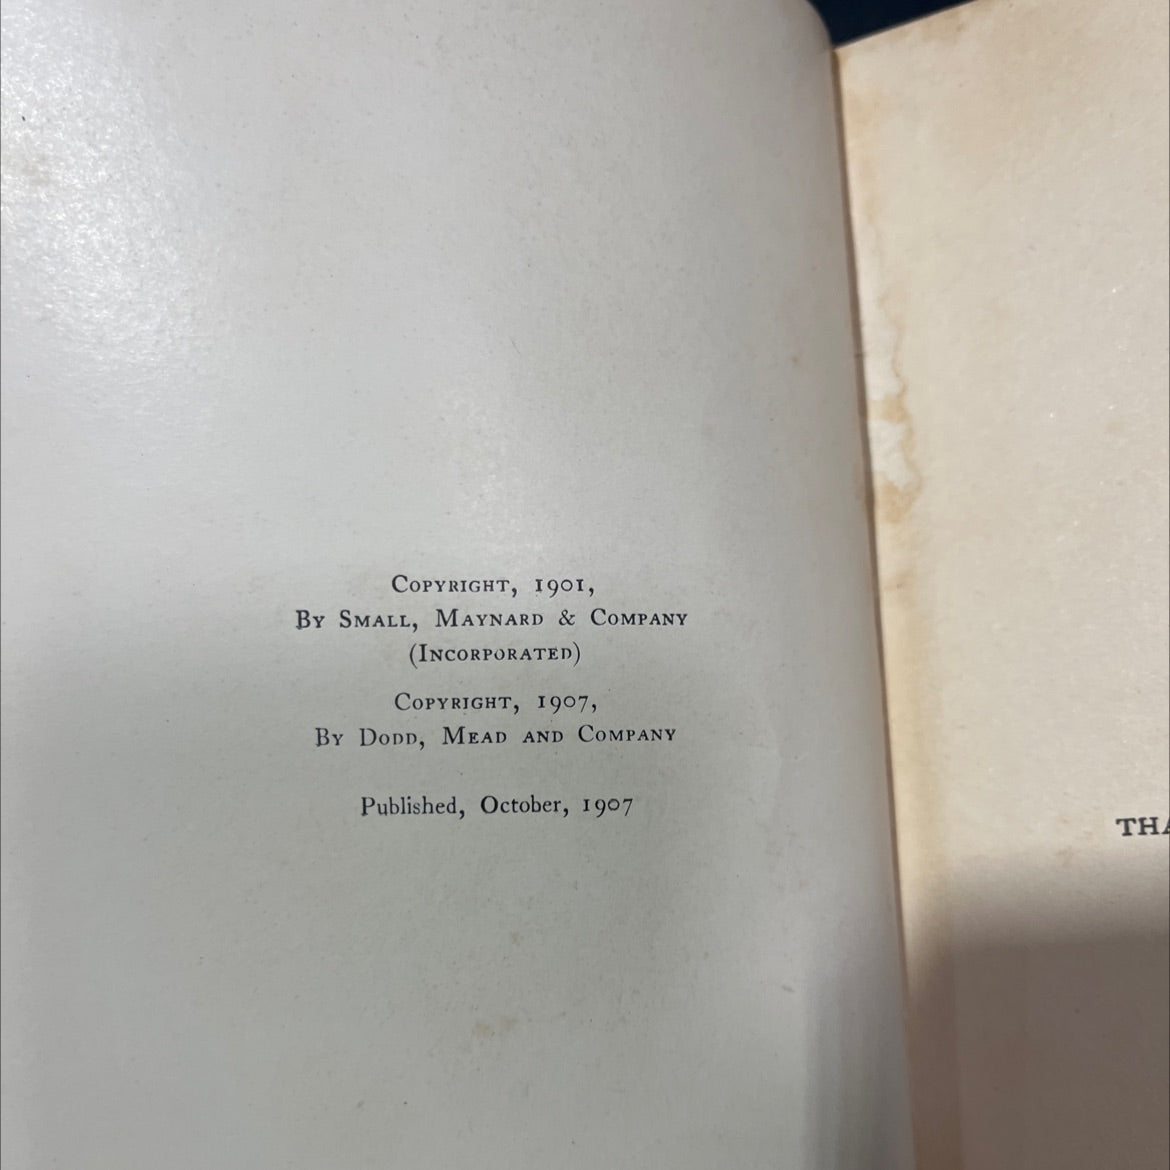 Copyright, 1901,
By Small, Maynard & Company
(Incorporated)
Copyright, 1907,
By Dodd, Mead and Company
Published, October, 1907